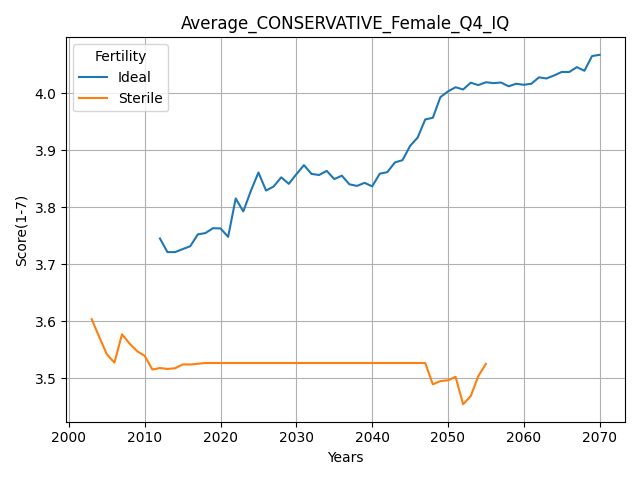 Average_CONSERVATIVE_Female_Q4_IQ
Fertility
Ideal
Sterile
Score(1-7)
4.0
3.9
3.8
3.7
3.6
3.5
2000 2010 2020 2030 2040 2050 2060 2070
Years